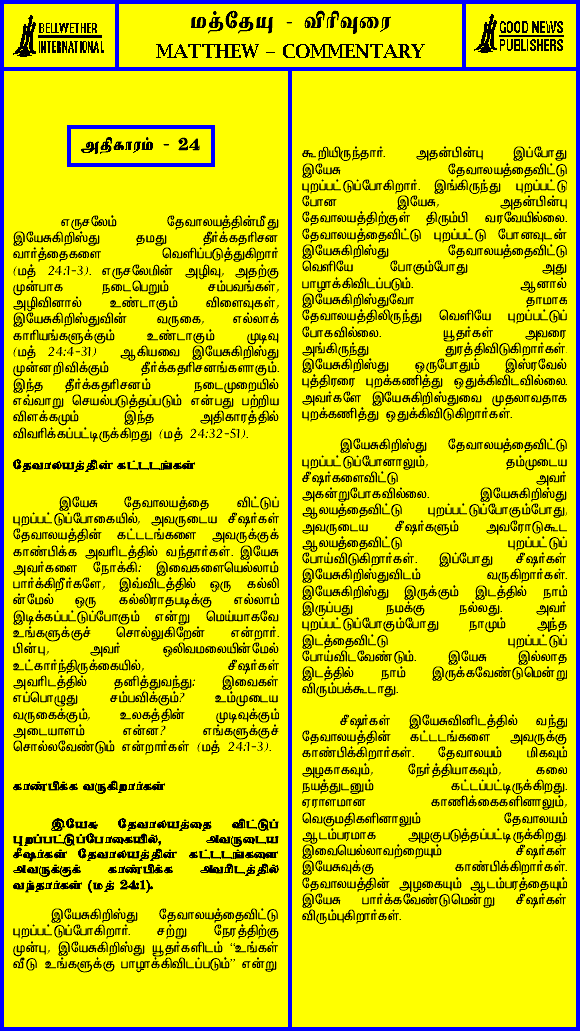 BELLWETHER
INTERNATIONAL
மத்தேயு - விரிவுரை
MATTHEW – COMMENTARY
GOOD NEWS
PUBLISHERS
அதிகாரம் - 24
எருசலேம் தேவாலயத்தின்மீது
இயேசுகிறிஸ்து தமது தீர்க்கதரிசன
வார்த்தைகளை வெளிப்படுத்துகிறார்
(மத் 24:1-3). எருசலேமின் அழிவு, அதற்கு
முன்பாக நடைபெறும் சம்பவங்கள்,
அழிவினால் உண்டாகும் விளைவுகள்,
இயேசுகிறிஸ்துவின் வருகை, எல்லாக்
காரியங்களுக்கும் உண்டாகும் முடிவு
(மத் 24:4-31) ஆகியவை இயேசுகிறிஸ்து
முன்னறிவிக்கும் தீர்க்கதரிசனங்களாகும்.
இந்த தீர்க்கதரிசனம் நடைமுறையில்
எவ்வாறு செயல்படுத்தப்படும் என்பது பற்றிய
விளக்கமும் இந்த அதிகாரத்தில்
விவரிக்கப்பட்டிருக்கிறது (மத் 24:32-51).
தேவாலயத்தின் கட்டடங்கள்
இயேசு தேவாலயத்தை விட்டுப்
புறப்பட்டுப்போகையில், அவருடைய சீஷர்கள்
தேவாலயத்தின் கட்டடங்களை அவருக்குக்
காண்பிக்க அவரிடத்தில் வந்தார்கள். இயேசு
அவர்களை நோக்கி: இவைகளையெல்லாம்
பார்க்கிறீர்களே, இவ்விடத்தில் ஒரு கல்லி
ன்மேல் ஒரு கல்லிராதபடிக்கு எல்லாம்
இடிக்கப்பட்டுப்போகும் என்று மெய்யாகவே
உங்களுக்குச் சொல்லுகிறேன் என்றார்.
பின்பு, அவர் ஒலிவமலையின்மேல்
உட்கார்ந்திருக்கையில், சீஷர்கள்
அவரிடத்தில் தனித்துவந்து: இவைகள்
எப்பொழுது சம்பவிக்கும்? உம்முடைய
வருகைக்கும், உலகத்தின் முடிவுக்கும்
அடையாளம் என்ன? எங்களுக்குச்
சொல்லவேண்டும் என்றார்கள் (மத் 24:1-3).
காண்பிக்க வருகிறார்கள்
இயேசு தேவாலயத்தை விட்டுப்
புறப்பட்டுப்போகையில், அவருடைய
சீஷர்கள் தேவாலயத்தின் கட்டடங்களை
அவருக்குக் காண்பிக்க அவரிடத்தில்
வந்தார்கள் (மத் 24:1).
இயேசுகிறிஸ்து தேவாலயத்தைவிட்டு
புறப்பட்டுப்போகிறார். சற்று நேரத்திற்கு
முன்பு, இயேசுகிறிஸ்து யூதர்களிடம் “உங்கள்
வீடு உங்களுக்கு பாழாக்கிவிடப்படும்” என்று
கூறியிருந்தார். அதன்பின்பு இப்போது
இயேசு தேவாலயத்தைவிட்டு
புறப்பட்டுப்போகிறார். இங்கிருந்து புறப்பட்டு
போன இயேசு, அதன்பின்பு
தேவாலயத்திற்குள் திரும்பி வரவேயில்லை.
தேவாலயத்தைவிட்டு புறப்பட்டு போனவுடன்
இயேசுகிறிஸ்து தேவாலயத்தைவிட்டு
வெளியே போகும்போது அது
பாழாக்கிவிடப்படும். ஆனால்
இயேசுகிறிஸ்துவோ தாமாக
தேவாலயத்திலிருந்து வெளியே புறப்பட்டுப்
போகவில்லை. யூதர்கள் அவரை
அங்கிருந்து துரத்திவிடுகிறார்கள்.
இயேசுகிறிஸ்து ஒருபோதும் இஸ்ரவேல்
புத்திரரை புறக்கணித்து ஒதுக்கிவிடவில்லை.
அவர்களே இயேசுகிறிஸ்துவை முதலாவதாக
புறக்கணித்து ஒதுக்கிவிடுகிறார்கள்.
இயேசுகிறிஸ்து தேவாலயத்தைவிட்டு
புறப்பட்டுப்போனாலும், தம்முடைய
சீஷர்களைவிட்டு அவர்
அகன்றுபோகவில்லை. இயேசுகிறிஸ்து
ஆலயத்தைவிட்டு புறப்பட்டுப்போகும்போது,
அவருடைய சீஷர்களும் அவரோடுகூட
ஆலயத்தைவிட்டு புறப்பட்டுப்
போய்விடுகிறார்கள். இப்போது சீஷர்கள்
இயேசுகிறிஸ்துவிடம் வருகிறார்கள்.
இயேசுகிறிஸ்து இருக்கும் இடத்தில் நாம்
இருப்பது நமக்கு நல்லது. அவர்
புறப்பட்டுப்போகும்போது நாமும் அந்த
இடத்தைவிட்டு புறப்பட்டுப்
போய்விடவேண்டும். இயேசு இல்லாத
இடத்தில் நாம் இருக்கவேண்டுமென்று
விரும்பக்கூடாது.
சீஷர்கள் இயேசுவினிடத்தில் வந்து
தேவாலயத்தின் கட்டடங்களை அவருக்கு
காண்பிக்கிறார்கள். தேவாலயம் மிகவும்
அழகாகவும், நேர்த்தியாகவும், கலை
நயத்துடனும் கட்டப்பட்டிருக்கிறது.
ஏராளமான காணிக்கைகளினாலும்,
வெகுமதிகளினாலும் தேவாலயம்
ஆடம்பரமாக அழகுபடுத்தப்பட்டிருக்கிறது.
இவையெல்லாவற்றையும் சீஷர்கள்
இயேசுவுக்கு காண்பிக்கிறார்கள்.
தேவாலயத்தின் அழகையும் ஆடம்பரத்தையும்
இயேசு பார்க்கவேண்டுமென்று சீஷர்கள்
விரும்புகிறார்கள்.